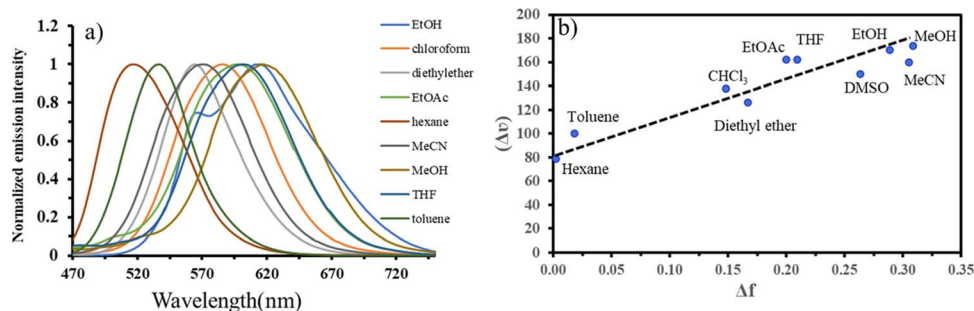 a)
Normalized emission intensity
1.2
1
0.8
0.6
0.4
0.2
0
470
520
570
620
670
720
Wavelength(nm)
EtOH
chloroform
diethylether
EtOAc
hexane
MeCN
MeOH
THF
toluene
b)
(Δυ)
200
180
160
140
120
100
80
60
40
20
0
0.00
0.05
0.10
0.15
0.20
0.25
0.30
0.35
Δf
Hexane
Toluene
CHCl₃
Diethyl ether
EtOAc
THF
DMSO
EtOH
MeCN
MeOH